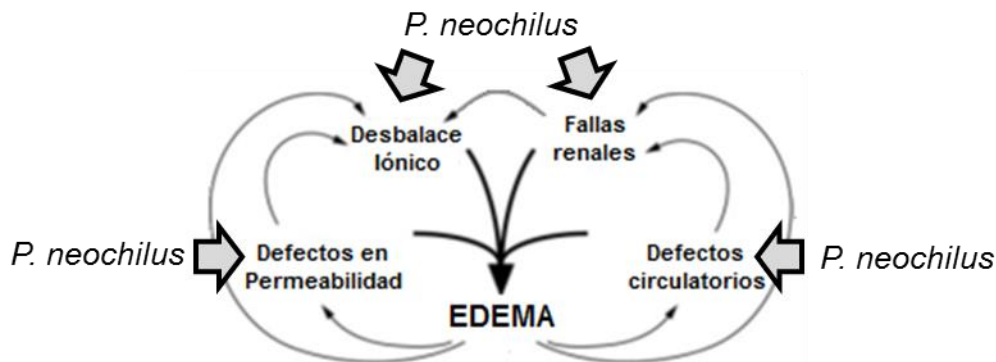 P. neochilus
Desbalace
Iónico
Fallas
renales
P. neochilus
Defectos en
Permeabilidad
Defectos
circulatorios
P. neochilus
EDEMA